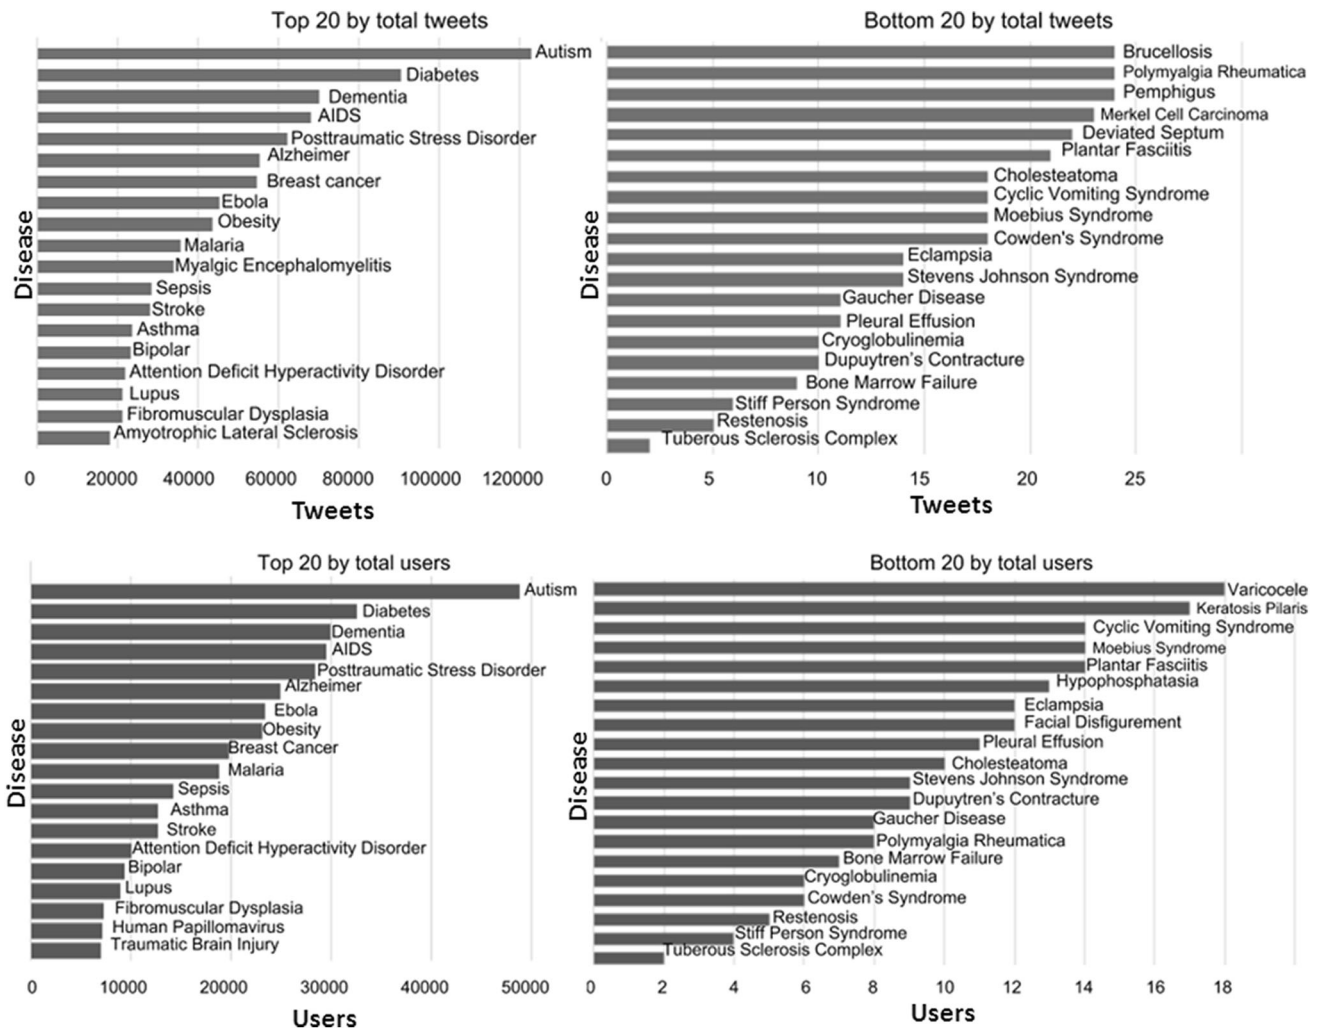 Top 20 by total tweets
Autism
Diabetes
Dementia
AIDS
Posttraumatic Stress Disorder
Alzheimer
Breast cancer
Ebola
Obesity
Malaria
Myalgic Encephalomyelitis
Sepsis
Stroke
Asthma
Bipolar
Attention Deficit Hyperactivity Disorder
Lupus
Fibromuscular Dysplasia
Amyotrophic Lateral Sclerosis
Disease
0 20000 40000 60000 80000 100000 120000
Tweets
Bottom 20 by total tweets
Brucellosis
Polymyalgia Rheumatica
Pemphigus
Merkel Cell Carcinoma
Deviated Septum
Plantar Fasciitis
Cholesteatoma
Cyclic Vomiting Syndrome
Moebius Syndrome
Cowden's Syndrome
Eclampsia
Stevens Johnson Syndrome
Gaucher Disease
Pleural Effusion
Cryoglobulinemia
Dupuytren’s Contracture
Bone Marrow Failure
Stiff Person Syndrome
Restenosis
Tuberous Sclerosis Complex
Disease
0 5 10 15 20 25
Tweets
Top 20 by total users
Autism
Diabetes
Dementia
AIDS
Posttraumatic Stress Disorder
Alzheimer
Ebola
Obesity
Breast Cancer
Malaria
Sepsis
Asthma
Stroke
Attention Deficit Hyperactivity Disorder
Bipolar
Lupus
Fibromuscular Dysplasia
Human Papillomavirus
Traumatic Brain Injury
Disease
0 10000 20000 30000 40000 50000
Users
Bottom 20 by total users
Varicocele
Keratosis Pilaris
Cyclic Vomiting Syndrome
Moebius Syndrome
Plantar Fasciitis
Hypophosphatasia
Eclampsia
Facial Disfigurement
Pleural Effusion
Cholesteatoma
Stevens Johnson Syndrome
Dupuytren’s Contracture
Gaucher Disease
Polymyalgia Rheumatica
Bone Marrow Failure
Cryoglobulinemia
Cowden’s Syndrome
Restenosis
Stiff Person Syndrome
Tuberous Sclerosis Complex
Disease
0 2 4 6 8 10 12 14 16 18
Users